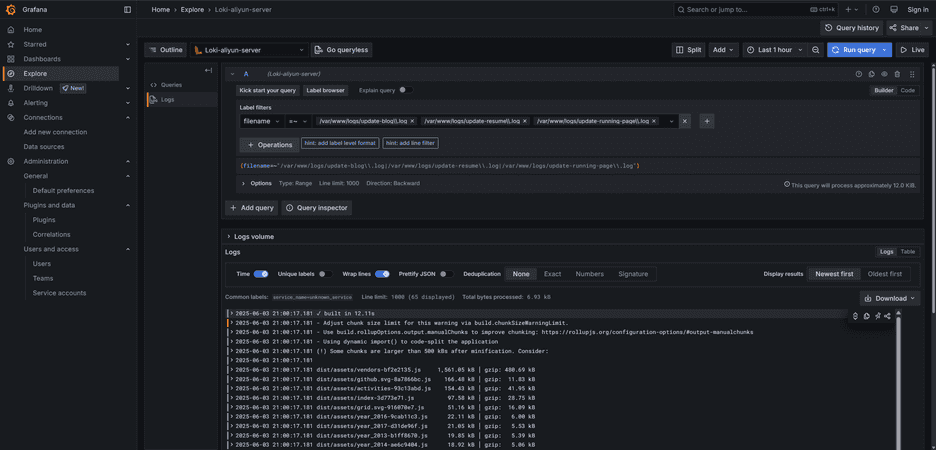 Grafana
Home > Explore > Loki-aliyun-server
Search or jump to...
ctrl+k
Sign in
Query history
Share
Home
Starred
Dashboards
Explore
Drilldown New!
Alerting
Connections
Add new connection
Data sources
Administration
General
Default preferences
Plugins and data
Plugins
Correlations
Users and access
Users
Teams
Service accounts
Outline
Loki-aliyun-server
Go queryless
Split
Add
Last 1 hour
Run query
Live
Queries
Logs
A (Loki-aliyun-server)
Kick start your query
Label browser
Explain query
Builder
Code
Label filters
filename =~ /var/www/logs/update-blog\\.log × /var/www/logs/update-resume\\.log × /var/www/logs/update-running-page\\.log ×
+ Operations
hint: add label level format
hint: add line filter
{filename=~"/var/www/logs/update-blog\\.log|/var/www/logs/update-resume\\.log|/var/www/logs/update-running-page\\.log"}
Options Type: Range Line limit: 1000 Direction: Backward
This query will process approximately 12.0 KiB.
+ Add query
Query inspector
Logs volume
Logs
Logs
Table
Time
Unique labels
Wrap lines
Prettify JSON
Deduplication
None
Exact
Numbers
Signature
Display results
Newest first
Oldest first
Common labels: service_name=unknown_service Line limit: 1000 (65 displayed) Total bytes processed: 6.93 kB
Download
2025-06-03 21:00:17.181 ✓ built in 12.11s
2025-06-03 21:00:17.181 - Adjust chunk size limit for this warning via build.chunkSizeWarningLimit.
2025-06-03 21:00:17.181 - Use build.rollupOptions.output.manualChunks to improve chunking: https://rollupjs.org/configuration-options/#output-manualchunks
2025-06-03 21:00:17.181 - Using dynamic import() to code-split the application
2025-06-03 21:00:17.181 (!) Some chunks are larger than 500 kBs after minification. Consider:
2025-06-03 21:00:17.181
2025-06-03 21:00:17.181 dist/assets/vendors-bf2e2135.js 1,561.05 kB │ gzip: 480.69 kB
2025-06-03 21:00:17.181 dist/assets/github.svg-8a7866bc.js 166.48 kB │ gzip: 11.83 kB
2025-06-03 21:00:17.181 dist/assets/activities-93c13abd.js 154.43 kB │ gzip: 41.95 kB
2025-06-03 21:00:17.181 dist/assets/index-3d773e71.js 97.58 kB │ gzip: 28.75 kB
2025-06-03 21:00:17.181 dist/assets/grid.svg-916070e7.js 51.16 kB │ gzip: 16.09 kB
2025-06-03 21:00:17.181 dist/assets/year_2016-9cab11c3.js 22.11 kB │ gzip: 6.00 kB
2025-06-03 21:00:17.181 dist/assets/year_2017-d31de96f.js 21.05 kB │ gzip: 5.53 kB
2025-06-03 21:00:17.181 dist/assets/year_2013-b1ff8670.js 19.85 kB │ gzip: 5.39 kB
2025-06-03 21:00:17.181 dist/assets/year_2014-ae6c9404.js 18.92 kB │ gzip: 5.06 kB